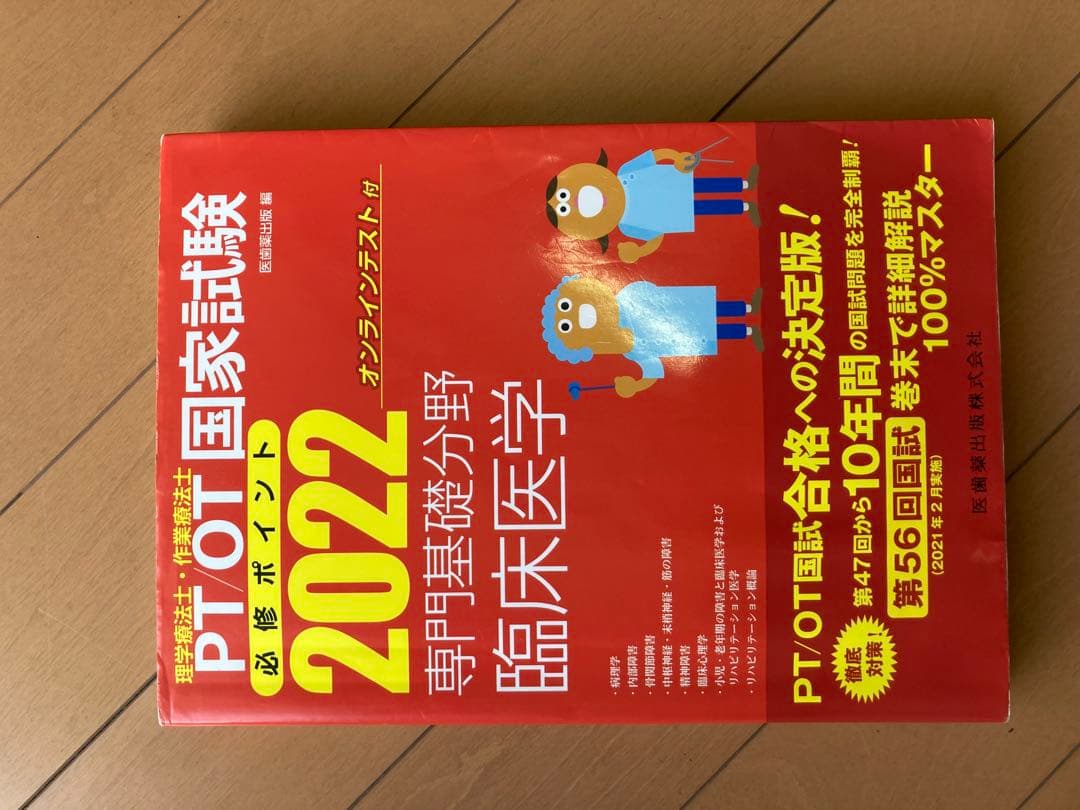 理学療法士・作業療法士
PT/OT 国家試験
医歯薬出版 編
必修ポイント
2022
オンラインテスト付
専門基礎分野
臨床医学
・病理学
・内部障害
・骨関節障害
・中枢神経・末梢神経・筋の障害
・精神障害
・臨床心理学
・小児・老年期の障害と臨床医学および
リハビリテーション医学
・リハビリテーション概論
PT/OT国試合格への決定版!
徹底
対策!
第47回から10年間の国試問題を完全制覇!
第56回国試 巻末で詳細解説
(2021年2月実施) 100%マスター
医歯薬出版株式会社